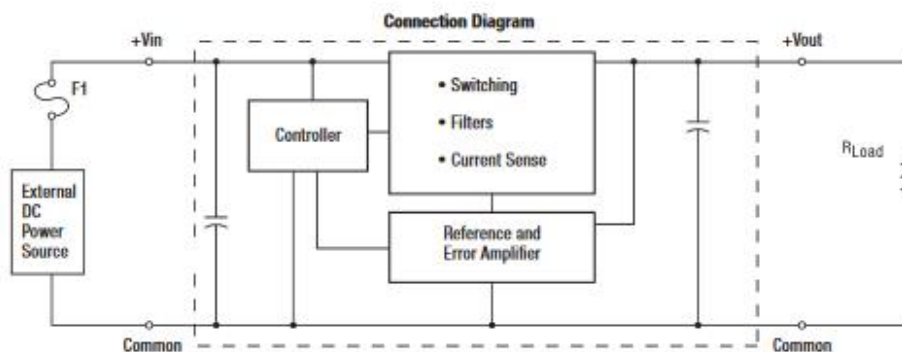 Connection Diagram
+Vin
+Vout
F1
• Switching
• Filters
• Current Sense
Controller
RLoad
External
DC
Power
Source
Reference and
Error Amplifier
Common
Common